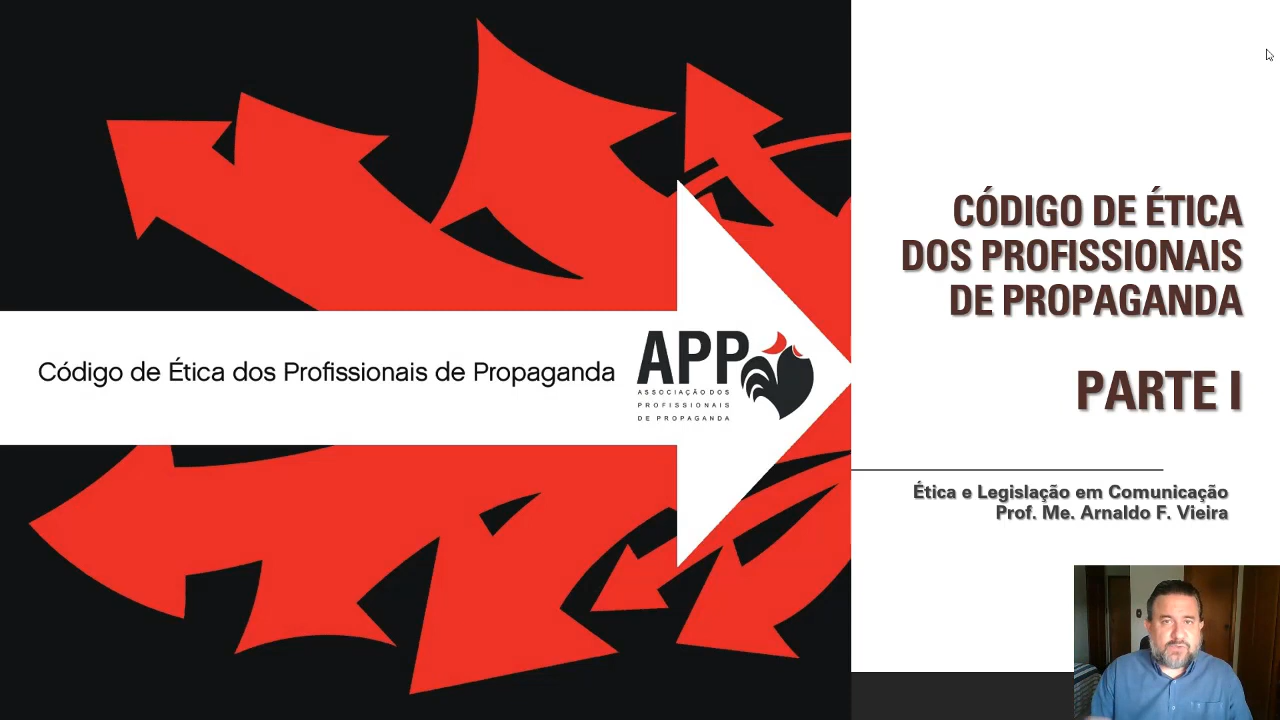 Código de Ética dos Profissionais de Propaganda
APP
ASSOCIAÇÃO DOS
PROFISSIONAIS
DE PROPAGANDA
CÓDIGO DE ÉTICA
DOS PROFISSIONAIS
DE PROPAGANDA
PARTE I
Ética e Legislação em Comunicação
Prof. Me. Arnaldo F. Vieira